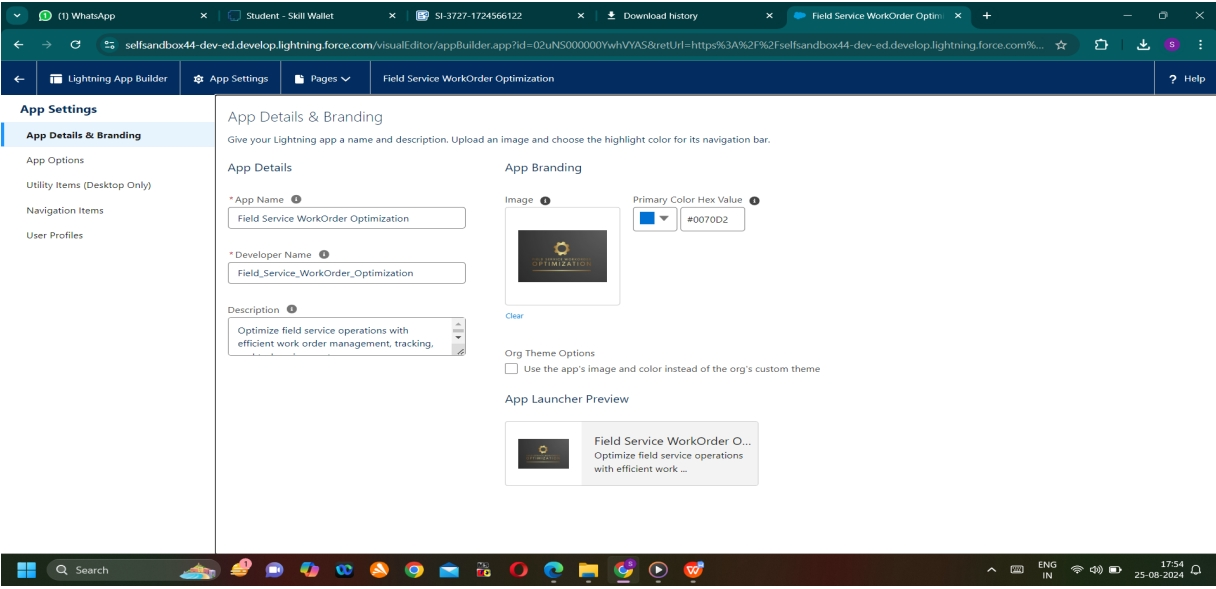 (1) WhatsApp
Student - Skill Wallet
SI-3727-1724566122
Download history
Field Service WorkOrder Optimi
selfsandbox44-dev-ed.develop.lightning.force.com/visualEditor/appBuilder.app?id=02uNS000000YwhVYAS&retUrl=https%3A%2F%2Fselfsandbox44-dev-ed.develop.lightning.force.com%...
S
Lightning App Builder
App Settings
Pages
Field Service WorkOrder Optimization
? Help
App Settings
App Details & Branding
App Options
Utility Items (Desktop Only)
Navigation Items
User Profiles
App Details & Branding
Give your Lightning app a name and description. Upload an image and choose the highlight color for its navigation bar.
App Details
*App Name
Field Service WorkOrder Optimization
*Developer Name
Field_Service_WorkOrder_Optimization
Description
Optimize field service operations with
efficient work order management, tracking,
App Branding
Image
Primary Color Hex Value
#0070D2
OPTIMIZATION
Clear
Org Theme Options
Use the app's image and color instead of the org's custom theme
App Launcher Preview
Field Service WorkOrder O...
Optimize field service operations
with efficient work ...
Search
ENG
IN
17:54
25-08-2024